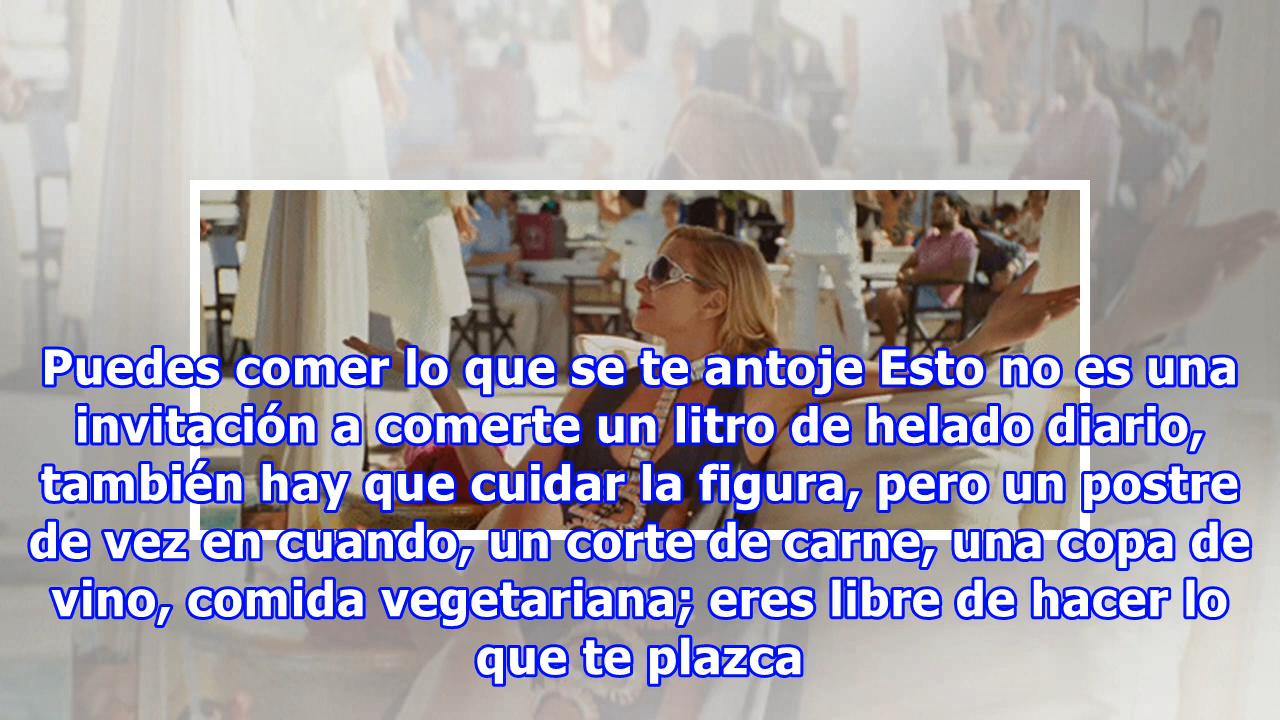 Puedes comer lo que se te antoje Esto no es una
invitación a comerte un litro de helado diario,
también hay que cuidar la figura, pero un postre
de vez en cuando, un corte de carne, una copa de
vino, comida vegetariana; eres libre de hacer lo
que te plazca